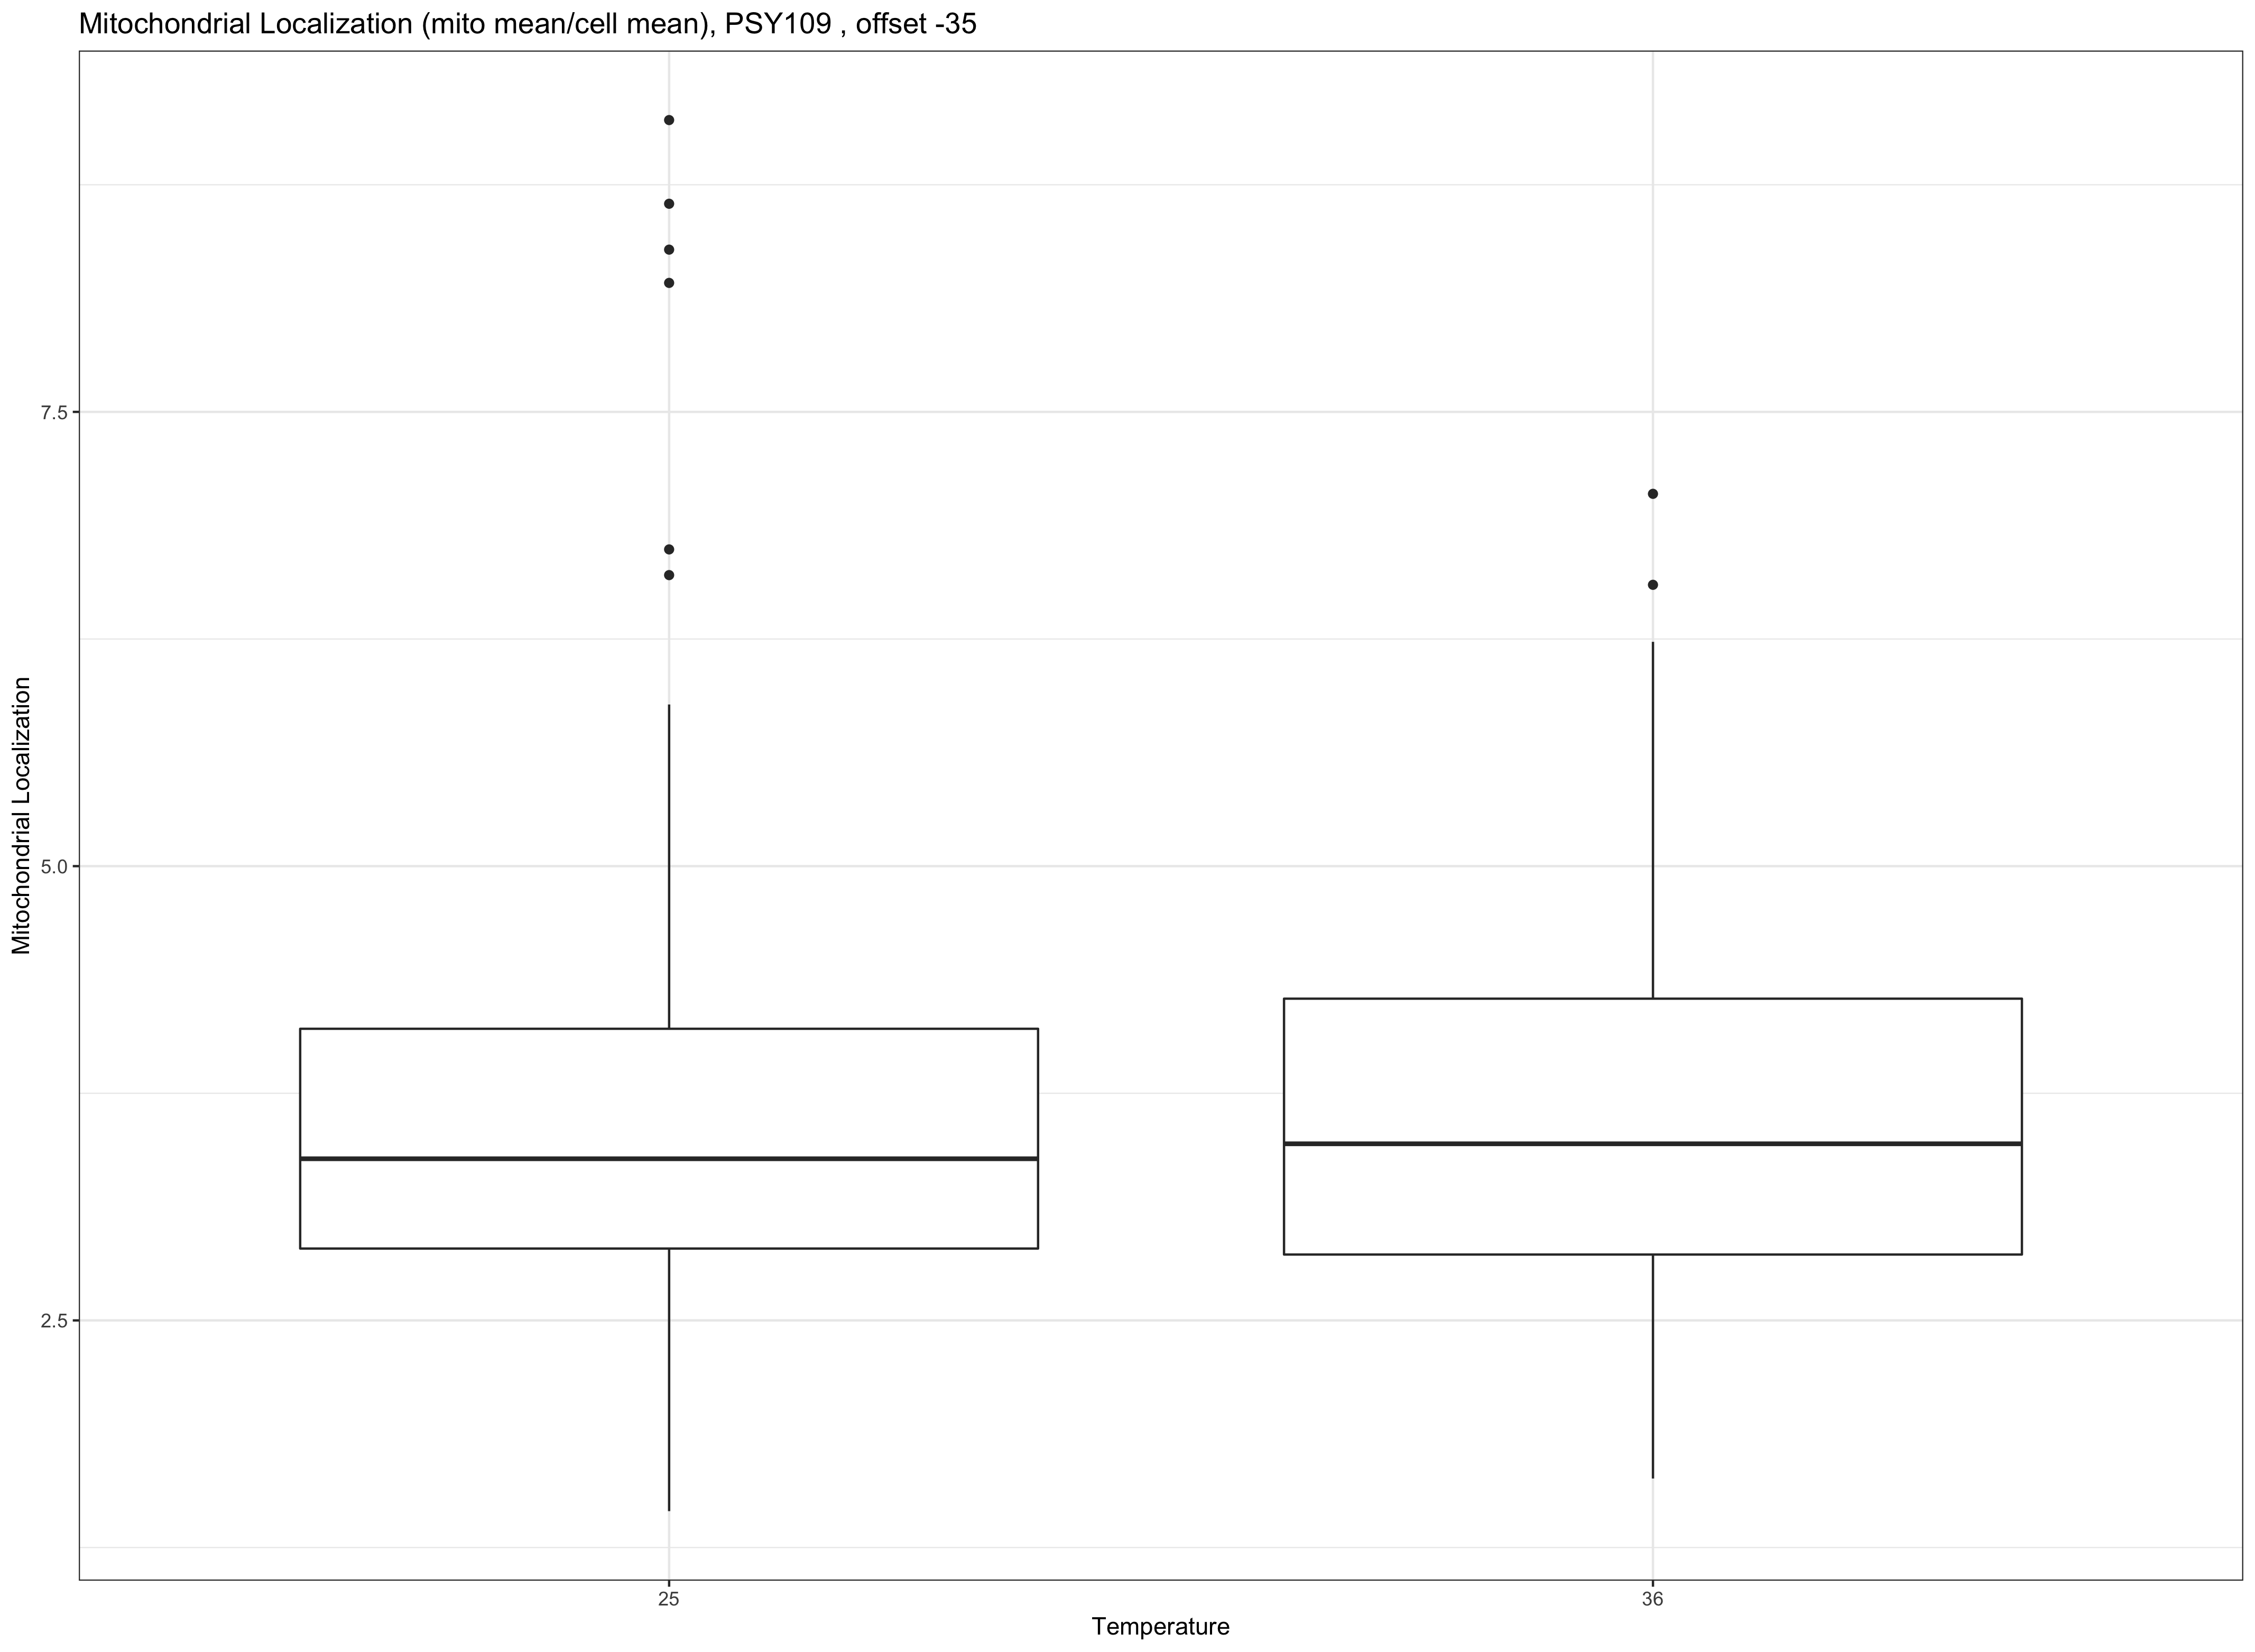 Mitochondrial Localization (mito mean/cell mean), PSY109 , offset -35
Mitochondrial Localization
7.5
5.0
2.5
25
36
Temperature